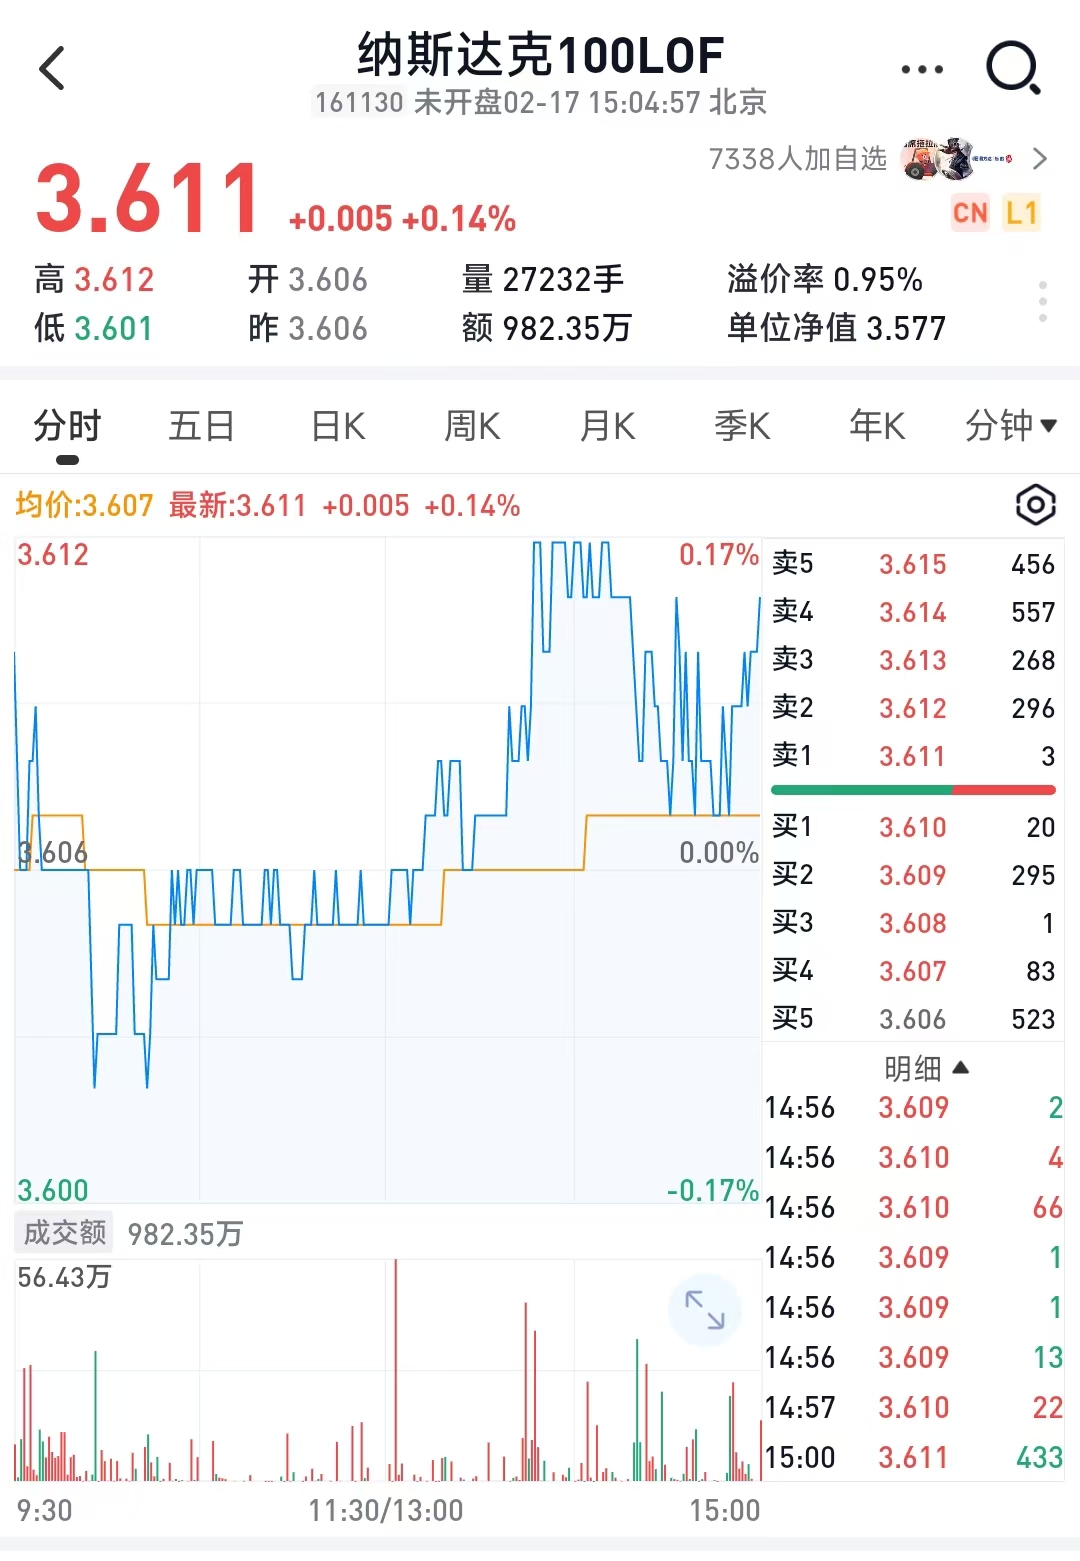 纳斯达克100LOF
161130 未开盘02-17 15:04:57 北京
7338人加自选
3.611 +0.005 +0.14%
CN L1
高 3.612 开 3.606 量 27232手 溢价率 0.95%
低 3.601 昨 3.606 额 982.35万 单位净值 3.577
分时 五日 日K 周K 月K 季K 年K 分钟
均价:3.607 最新:3.611 +0.005 +0.14%
3.612 0.17%
3.606 0.00%
3.600 -0.17%
卖5 3.615 456
卖4 3.614 557
卖3 3.613 268
卖2 3.612 296
卖1 3.611 3
买1 3.610 20
买2 3.609 295
买3 3.608 1
买4 3.607 83
买5 3.606 523
明细
14:56 3.609 2
14:56 3.610 4
14:56 3.610 66
14:56 3.609 1
14:56 3.609 1
14:56 3.609 13
14:57 3.610 22
15:00 3.611 433
成交额 982.35万
56.43万
9:30 11:30/13:00 15:00